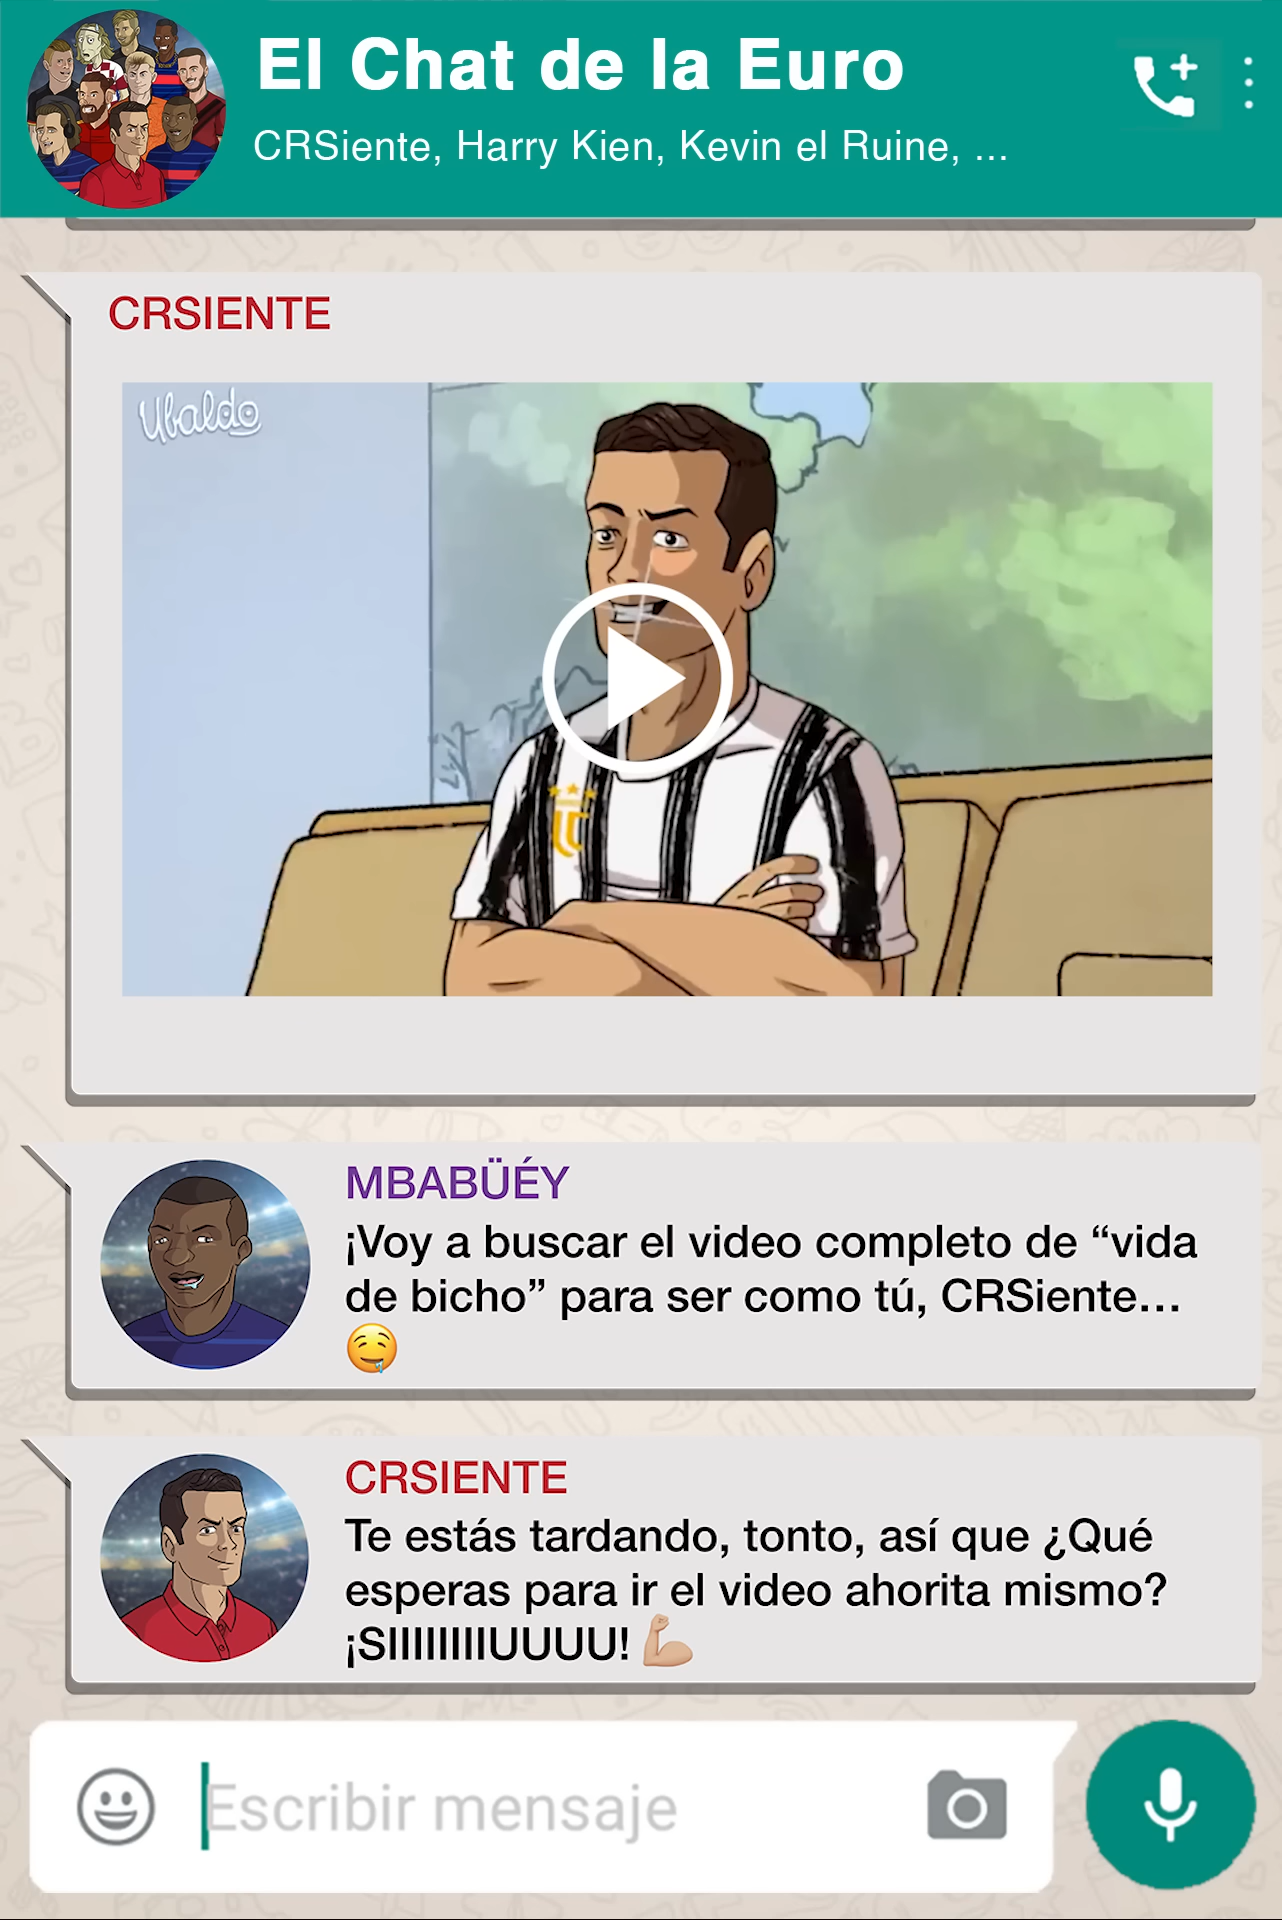 El Chat de la Euro
CRSiente, Harry Kien, Kevin el Ruine, ...
CRSIENTE
Ubaldo
MBABÜÉY
¡Voy a buscar el video completo de “vida
de bicho” para ser como tú, CRSiente...
🤤
CRSIENTE
Te estás tardando, tonto, así que ¿Qué
esperas para ir el video ahorita mismo?
¡SIIIIIIIIUUUU! 💪🏼
Escribir mensaje